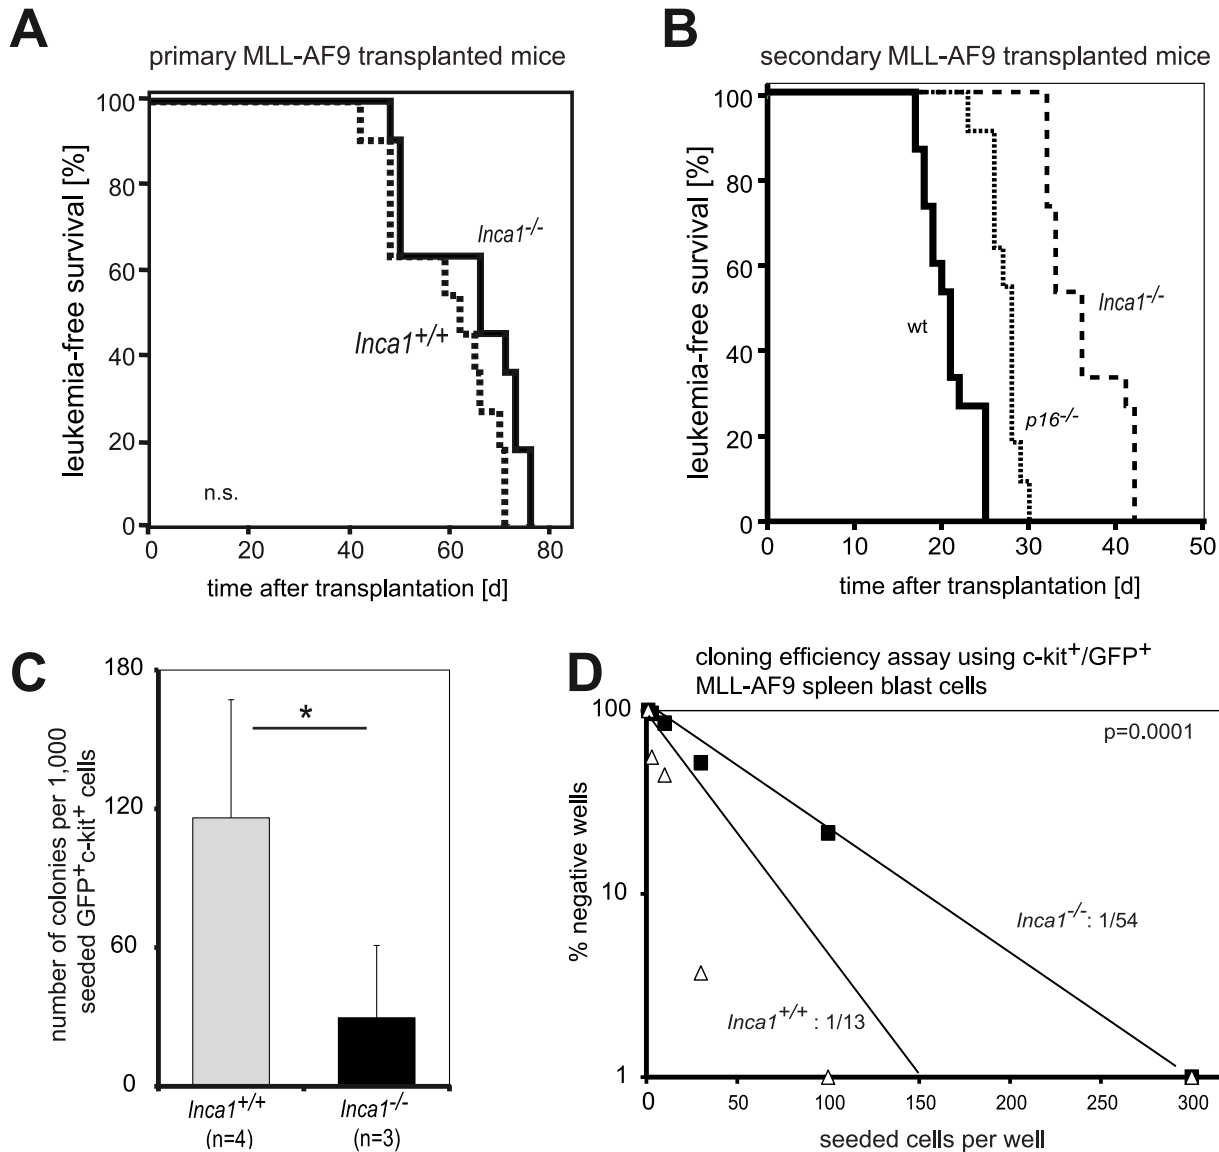 A
primary MLL-AF9 transplanted mice
leukemia-free survival [%]
100
80
60
40
20
0
Inca1-/-
Inca1+/+
n.s.
0 20 40 60 80
time after transplantation [d]
B
secondary MLL-AF9 transplanted mice
leukemia-free survival [%]
100
80
60
40
20
0
wt
Inca1-/-
p16-/-
0 10 20 30 40 50
time after transplantation [d]
C
number of colonies per 1,000
seeded GFP+c-kit+ cells
180
120
60
0
*
Inca1+/+ Inca1-/-
(n=4) (n=3)
D
cloning efficiency assay using c-kit+/GFP+
MLL-AF9 spleen blast cells
% negative wells
100
10
1
p=0.0001
Inca1-/-: 1/54
Inca1+/+ : 1/13
0 50 100 150 200 250 300
seeded cells per well